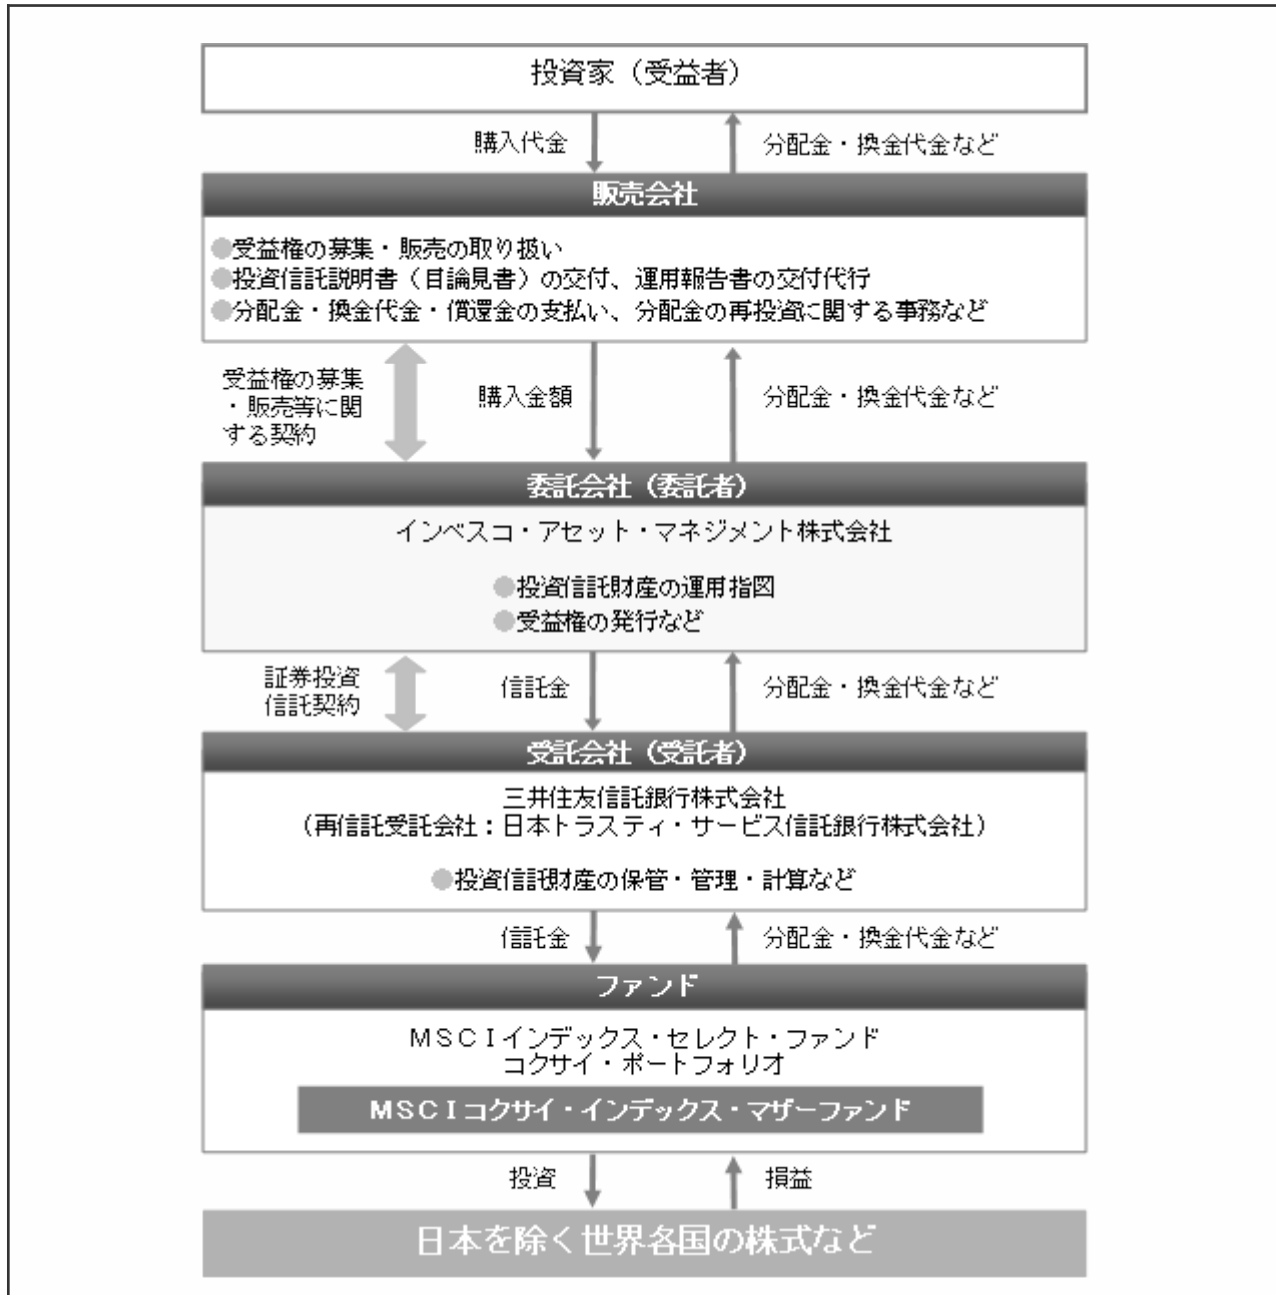 投資家（受益者）
購入代金
分配金・換金代金など
販売会社
●受益権の募集・販売の取り扱い
●投資信託説明書（目論見書）の交付、運用報告書の交付代行
●分配金・換金代金・償還金の支払い、分配金の再投資に関する事務など
受益権の募集
・販売等に関
する契約
購入金額
分配金・換金代金など
委託会社（委託者）
インベスコ・アセット・マネジメント株式会社
●投資信託財産の運用指図
●受益権の発行など
証券投資
信託契約
信託金
分配金・換金代金など
受託会社（受託者）
三井住友信託銀行株式会社
（再信託受託会社：日本トラスティ・サービス信託銀行株式会社）
●投資信託財産の保管・管理・計算など
信託金
分配金・換金代金など
ファンド
ＭＳＣＩインデックス・セレクト・ファンド
コクサイ・ポートフォリオ
ＭＳＣＩコクサイ・インデックス・マザーファンド
投資
損益
日本を除く世界各国の株式など